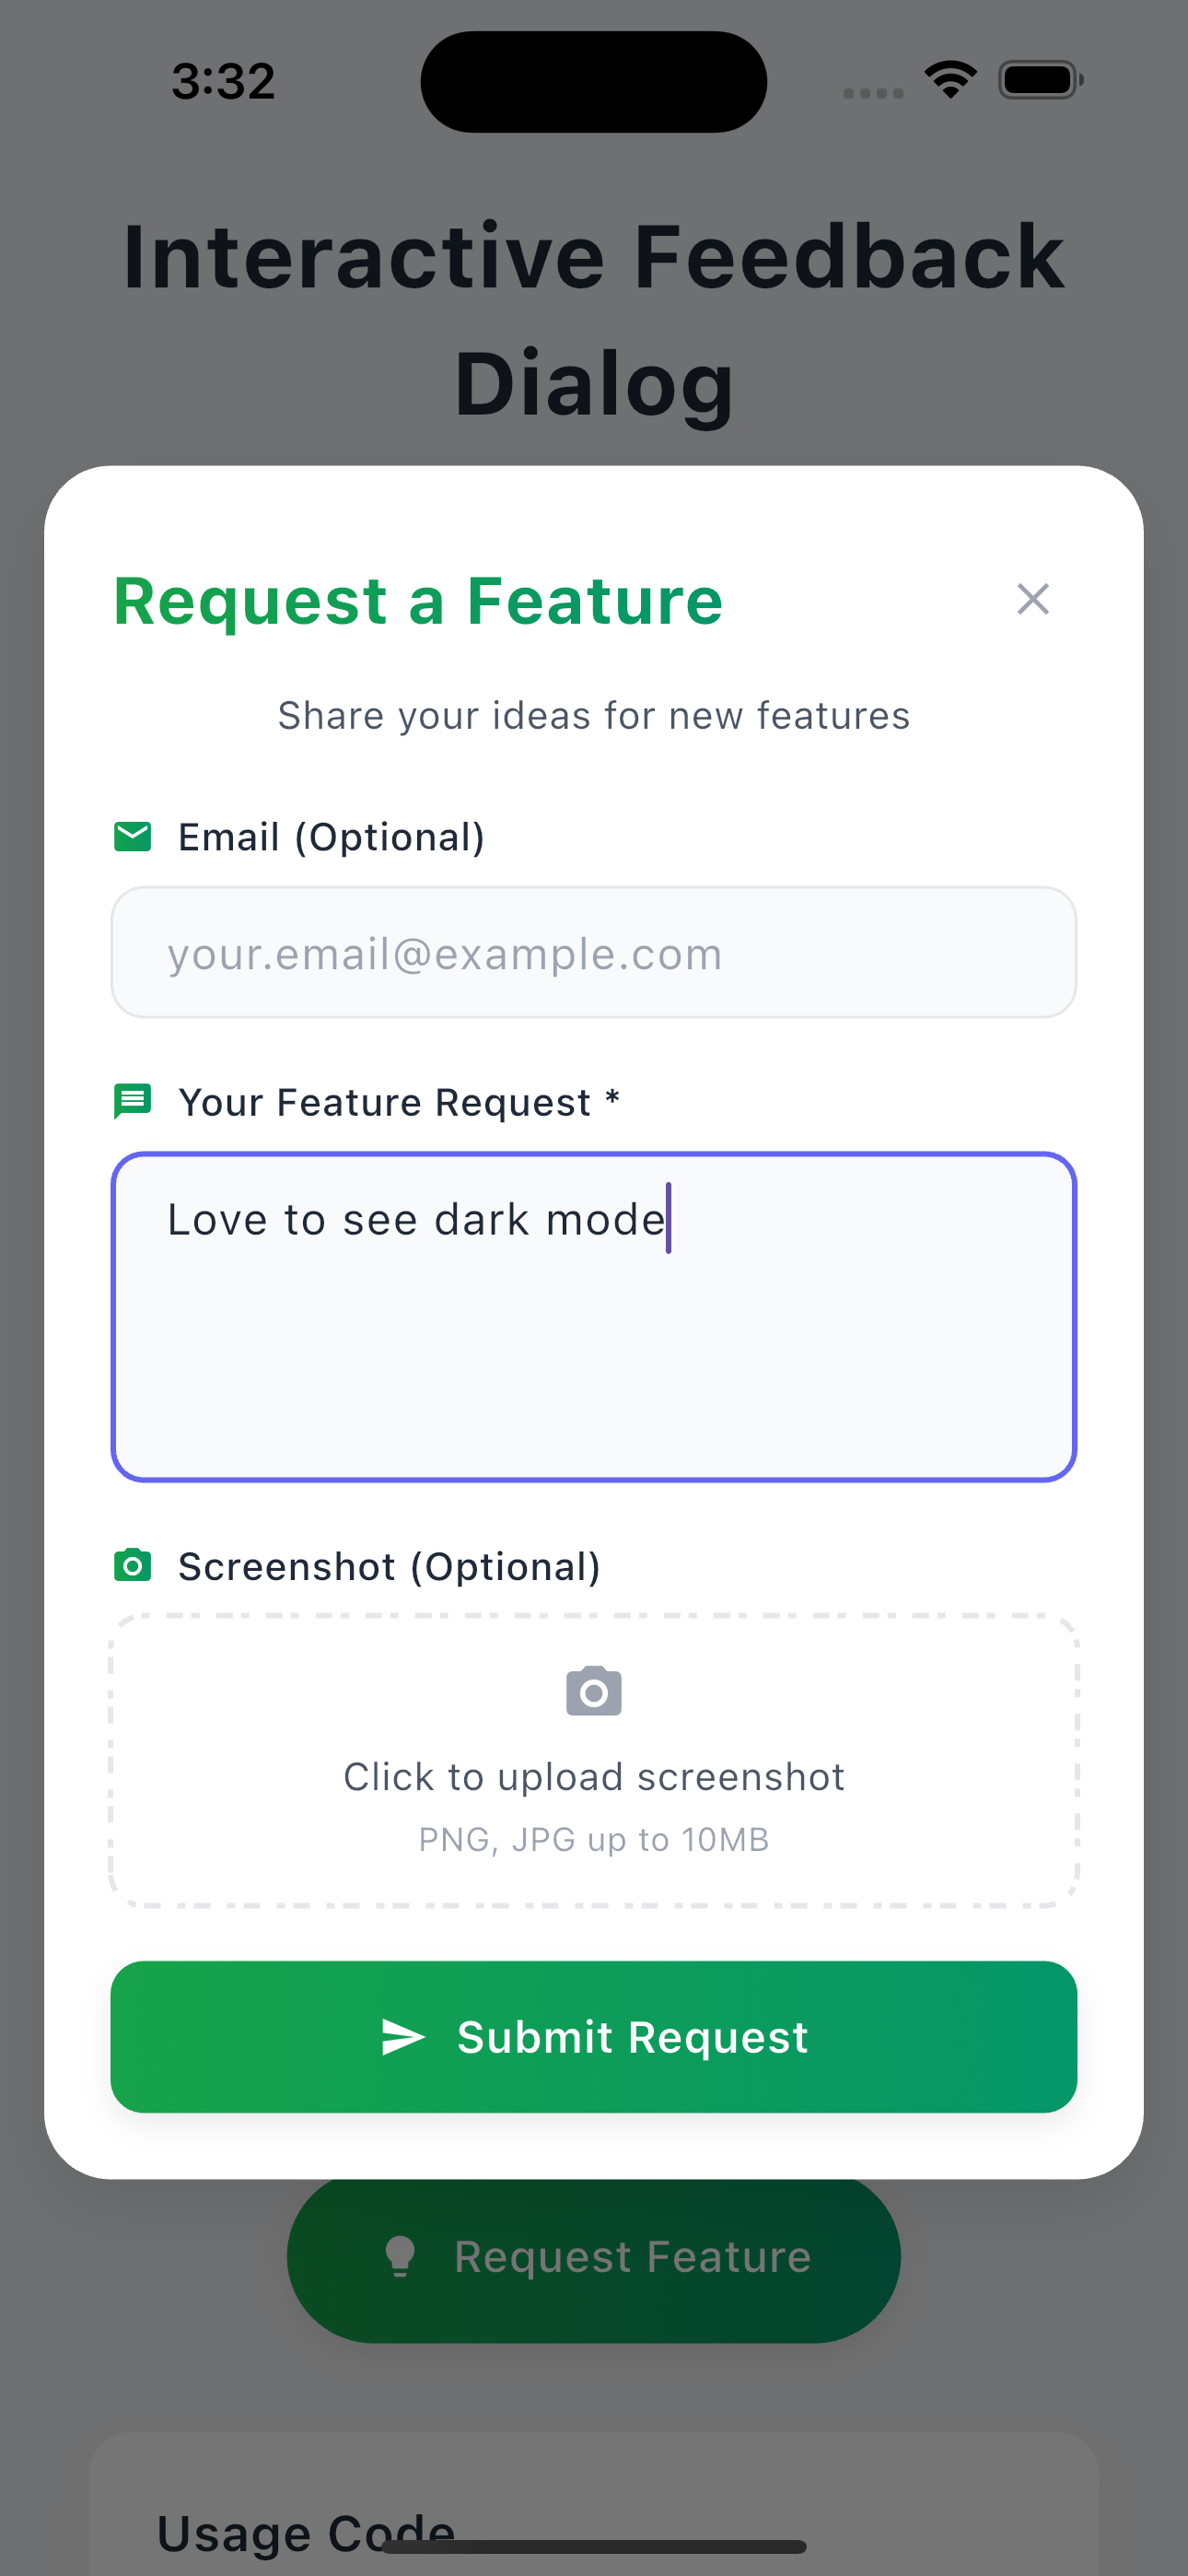 3:32
Interactive Feedback
Dialog
Request a Feature
Share your ideas for new features
Email (Optional)
your.email@example.com
Your Feature Request *
Love to see dark mode
Screenshot (Optional)
Click to upload screenshot
PNG, JPG up to 10MB
Submit Request
Request Feature
Usage Code